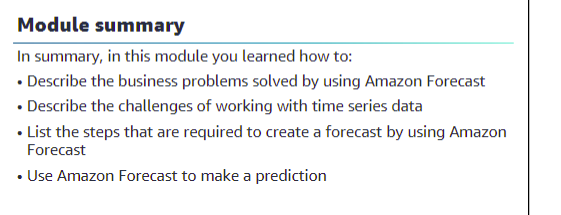 Module summary
In summary, in this module you learned how to:
• Describe the business problems solved by using Amazon Forecast
• Describe the challenges of working with time series data
• List the steps that are required to create a forecast by using Amazon
Forecast
• Use Amazon Forecast to make a prediction